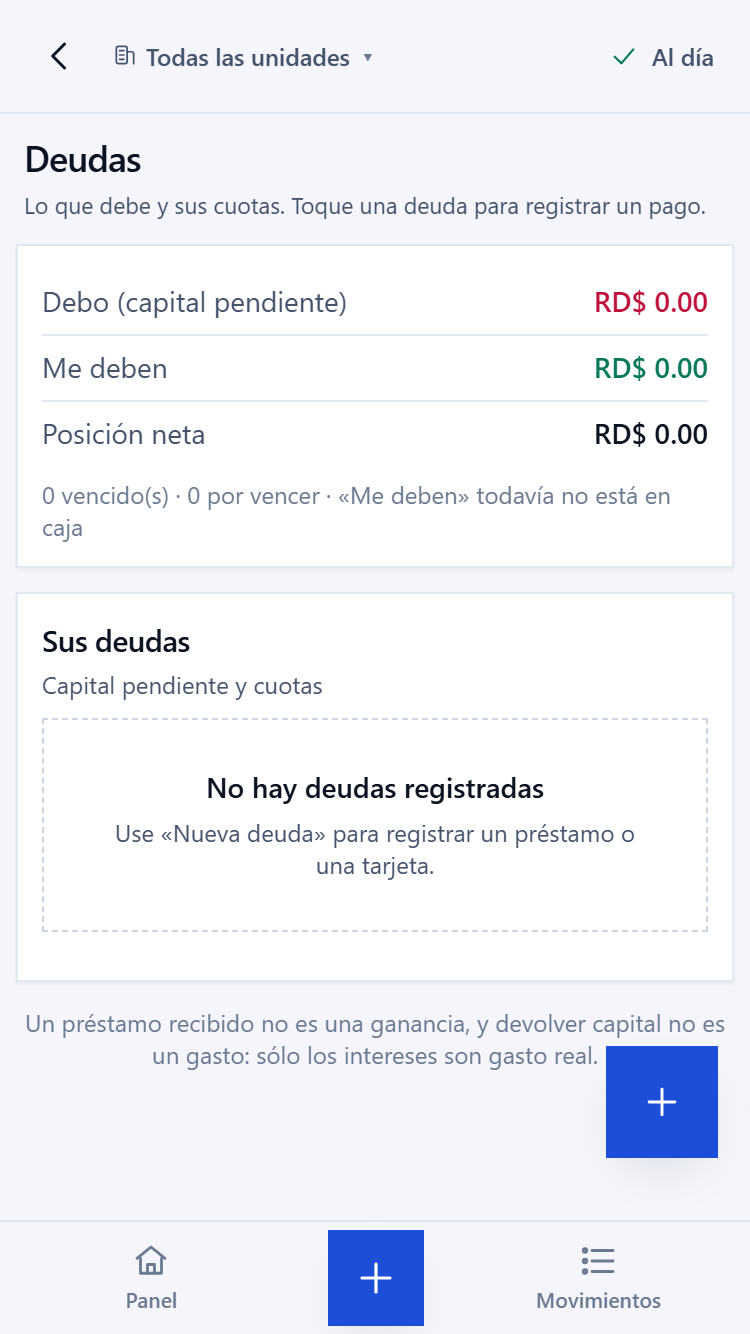 Todas las unidades ▾
Al día
Deudas
Lo que debe y sus cuotas. Toque una deuda para registrar un pago.
Debo (capital pendiente) RD$ 0.00
Me deben RD$ 0.00
Posición neta RD$ 0.00
0 vencido(s) · 0 por vencer · «Me deben» todavía no está en
caja
Sus deudas
Capital pendiente y cuotas
No hay deudas registradas
Use «Nueva deuda» para registrar un préstamo o
una tarjeta.
Un préstamo recibido no es una ganancia, y devolver capital no es
un gasto: sólo los intereses son gasto real.
Panel
Movimientos